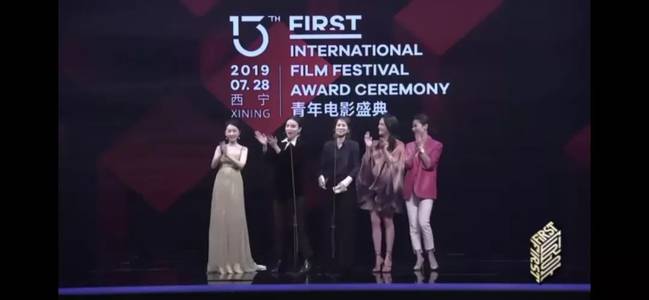 13TH
FIRST
INTERNATIONAL
FILM FESTIVAL
AWARD CEREMONY
青年电影盛典
2019
07.28
西宁
XINING
FIRST